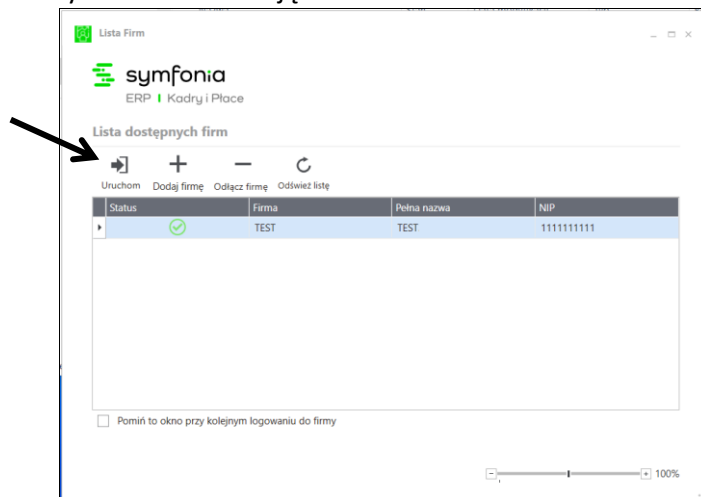 Lista Firm
symfonia
ERP | Kadry i Płace
Lista dostępnych firm
Uruchom Dodaj firmę Odłącz firmę Odśwież listę
Status Firma Pełna nazwa NIP
TEST TEST 1111111111
Pomiń to okno przy kolejnym logowaniu do firmy
100%